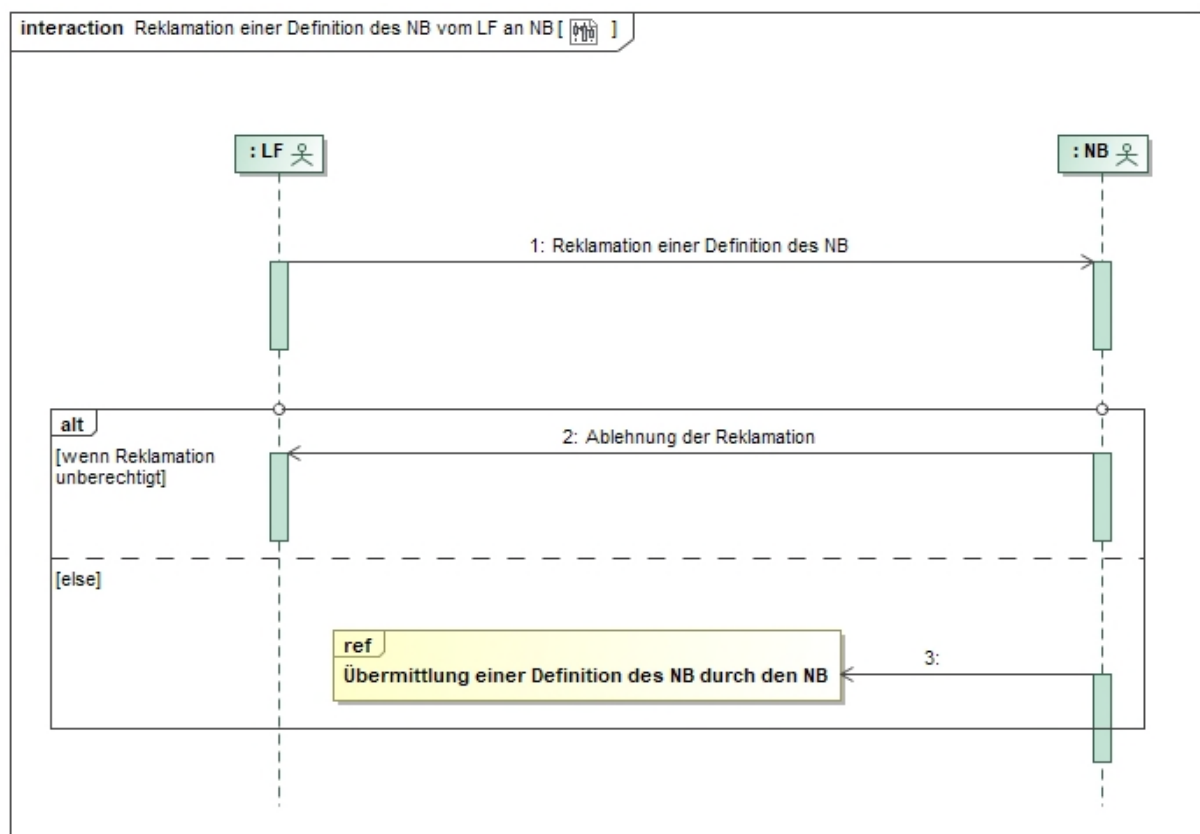 interaction Reklamation einer Definition des NB vom LF an NB [ ]
: LF
: NB
1: Reklamation einer Definition des NB
alt
2: Ablehnung der Reklamation
[wenn Reklamation
unberechtigt]
[else]
ref
3:
Übermittlung einer Definition des NB durch den NB